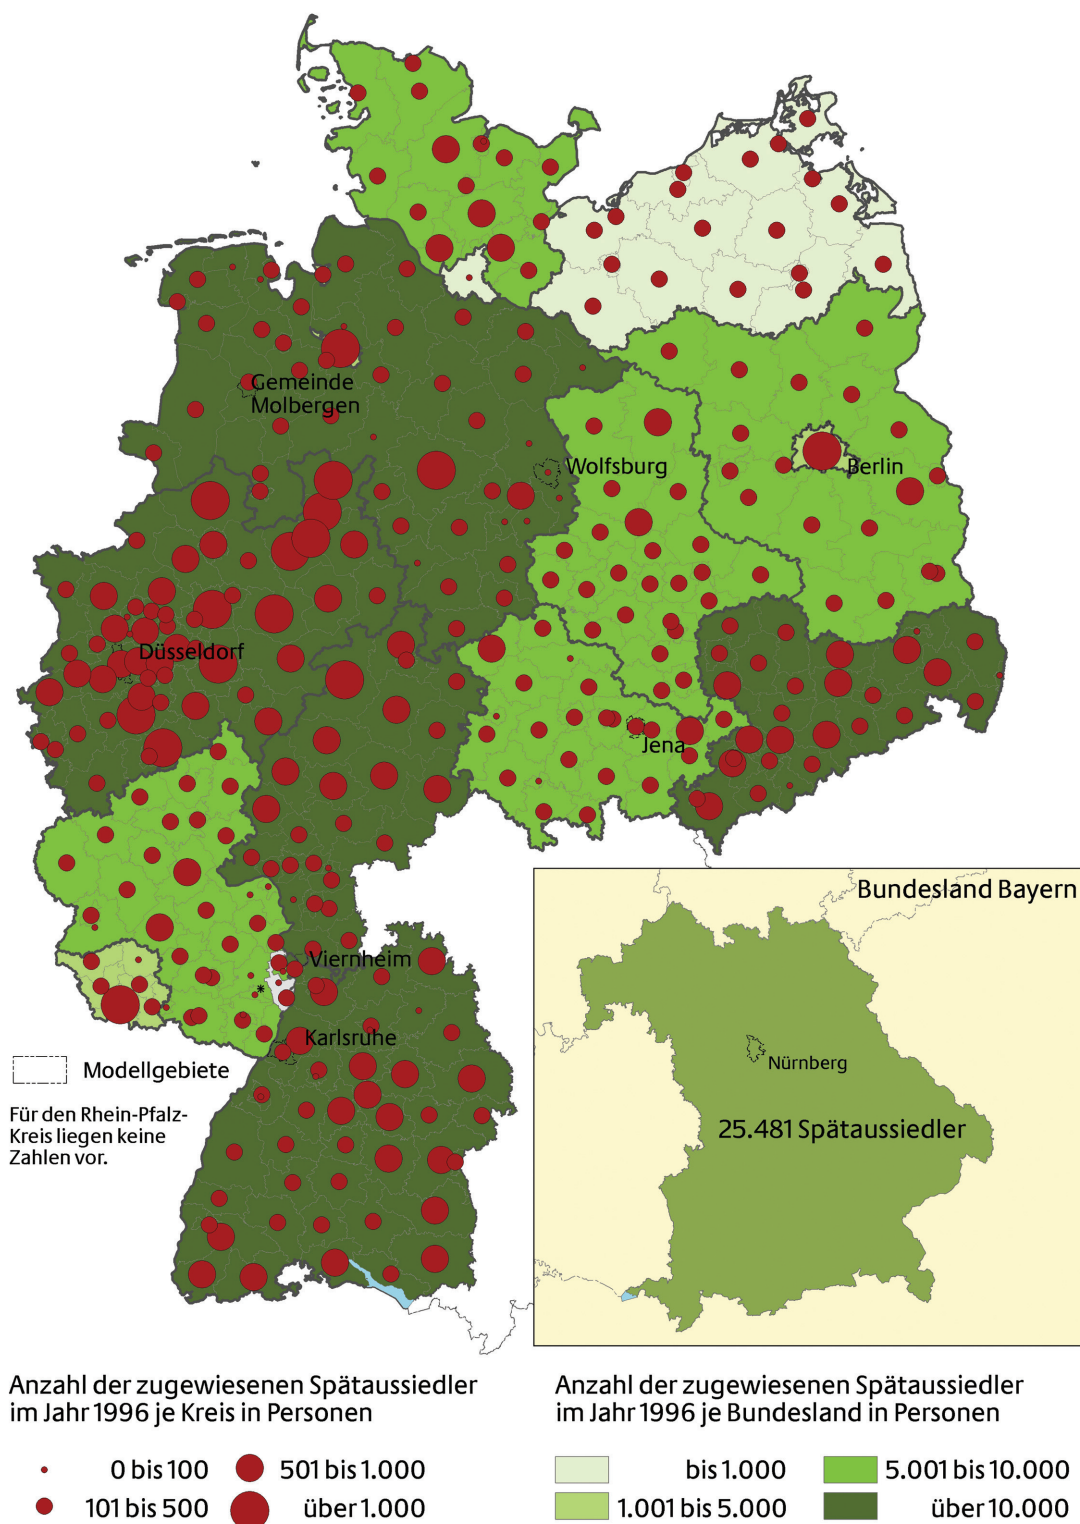 Gemeinde
Molbergen
Wolfsburg
Berlin
Düsseldorf
Jena
Bundesland Bayern
Viernheim
*
Karlsruhe
Nürnberg
25.481 Spätaussiedler
Modellgebiete
Für den Rhein-Pfalz-
Kreis liegen keine
Zahlen vor.
Anzahl der zugewiesenen Spätaussiedler
im Jahr 1996 je Kreis in Personen
0 bis 100
501 bis 1.000
101 bis 500
über 1.000
Anzahl der zugewiesenen Spätaussiedler
im Jahr 1996 je Bundesland in Personen
bis 1.000
5.001 bis 10.000
1.001 bis 5.000
über 10.000